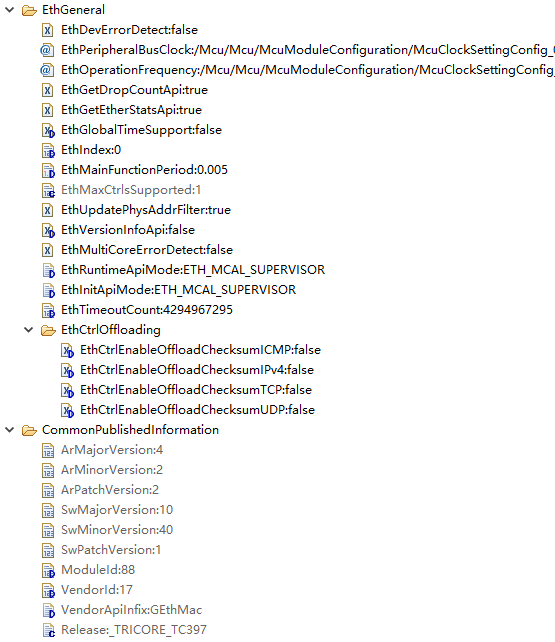 EthGeneral
EthDevErrorDetect:false
EthPeripheralBusClock:/Mcu/Mcu/McuModuleConfiguration/McuClockSettingConfig_
EthOperationFrequency:/Mcu/Mcu/McuModuleConfiguration/McuClockSettingConfig_
EthGetDropCountApi:true
EthGetEtherStatsApi:true
EthGlobalTimeSupport:false
EthIndex:0
EthMainFunctionPeriod:0.005
EthMaxCtrlsSupported:1
EthUpdatePhysAddrFilter:true
EthVersionInfoApi:false
EthMultiCoreErrorDetect:false
EthRuntimeApiMode:ETH_MCAL_SUPERVISOR
EthInitApiMode:ETH_MCAL_SUPERVISOR
EthTimeoutCount:4294967295
EthCtrlOffloading
EthCtrlEnableOffloadChecksumICMP:false
EthCtrlEnableOffloadChecksumIPv4:false
EthCtrlEnableOffloadChecksumTCP:false
EthCtrlEnableOffloadChecksumUDP:false
CommonPublishedInformation
ArMajorVersion:4
ArMinorVersion:2
ArPatchVersion:2
SwMajorVersion:10
SwMinorVersion:40
SwPatchVersion:1
ModuleId:88
VendorId:17
VendorApiInfix:GEthMac
Release:_TRICORE_TC397